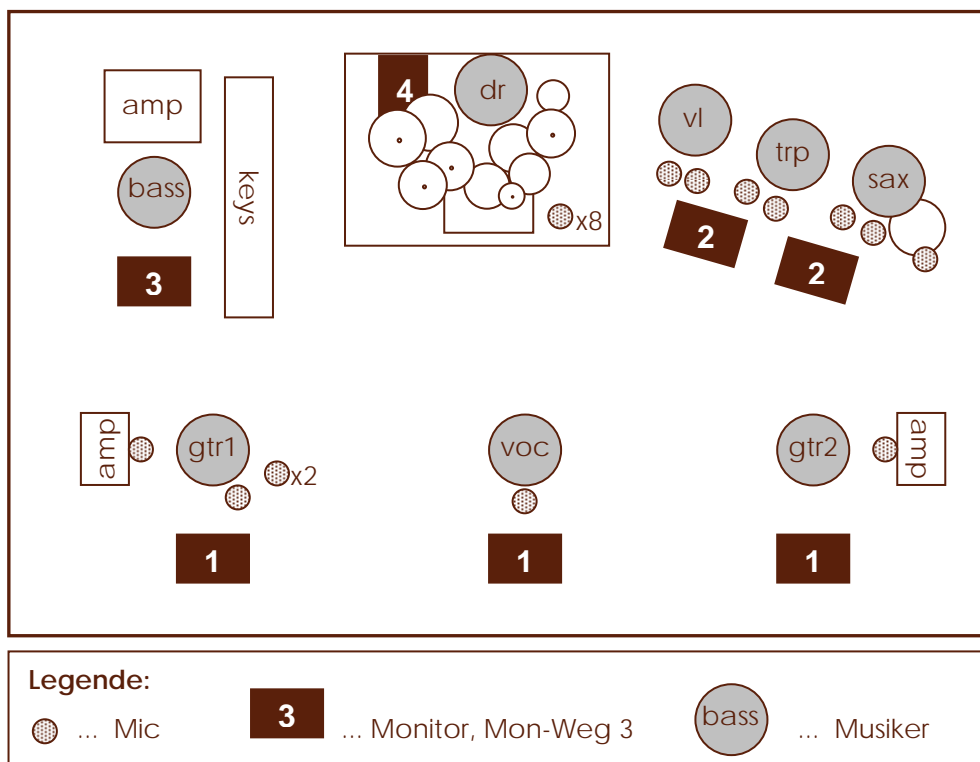 amp
bass
3
keys
4
dr
x8
vl
trp
sax
2
2
amp
gtr1
x2
1
voc
1
gtr2
amp
1
Legende:
... Mic
3
... Monitor, Mon-Weg 3
bass
... Musiker